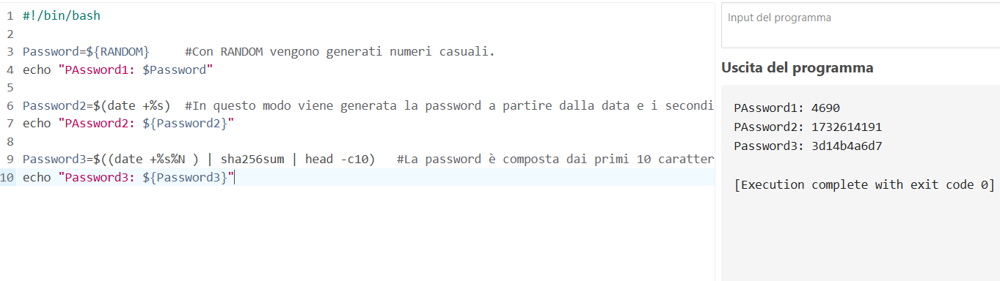 1 #!/bin/bash
2
3 Password=${RANDOM}     #Con RANDOM vengono generati numeri casuali.
4 echo "PAssword1: $Password"
5
6 Password2=$(date +%s)  #In questo modo viene generata la password a partire dalla data e i secondi
7 echo "PAssword2: ${Password2}"
8
9 Password3=$((date +%s%N ) | sha256sum | head -c10)   #La password è composta dai primi 10 caratter
10 echo "Password3: ${Password3}"
Input del programma
Uscita del programma
PAssword1: 4690
PAssword2: 1732614191
Password3: 3d14b4a6d7
[Execution complete with exit code 0]